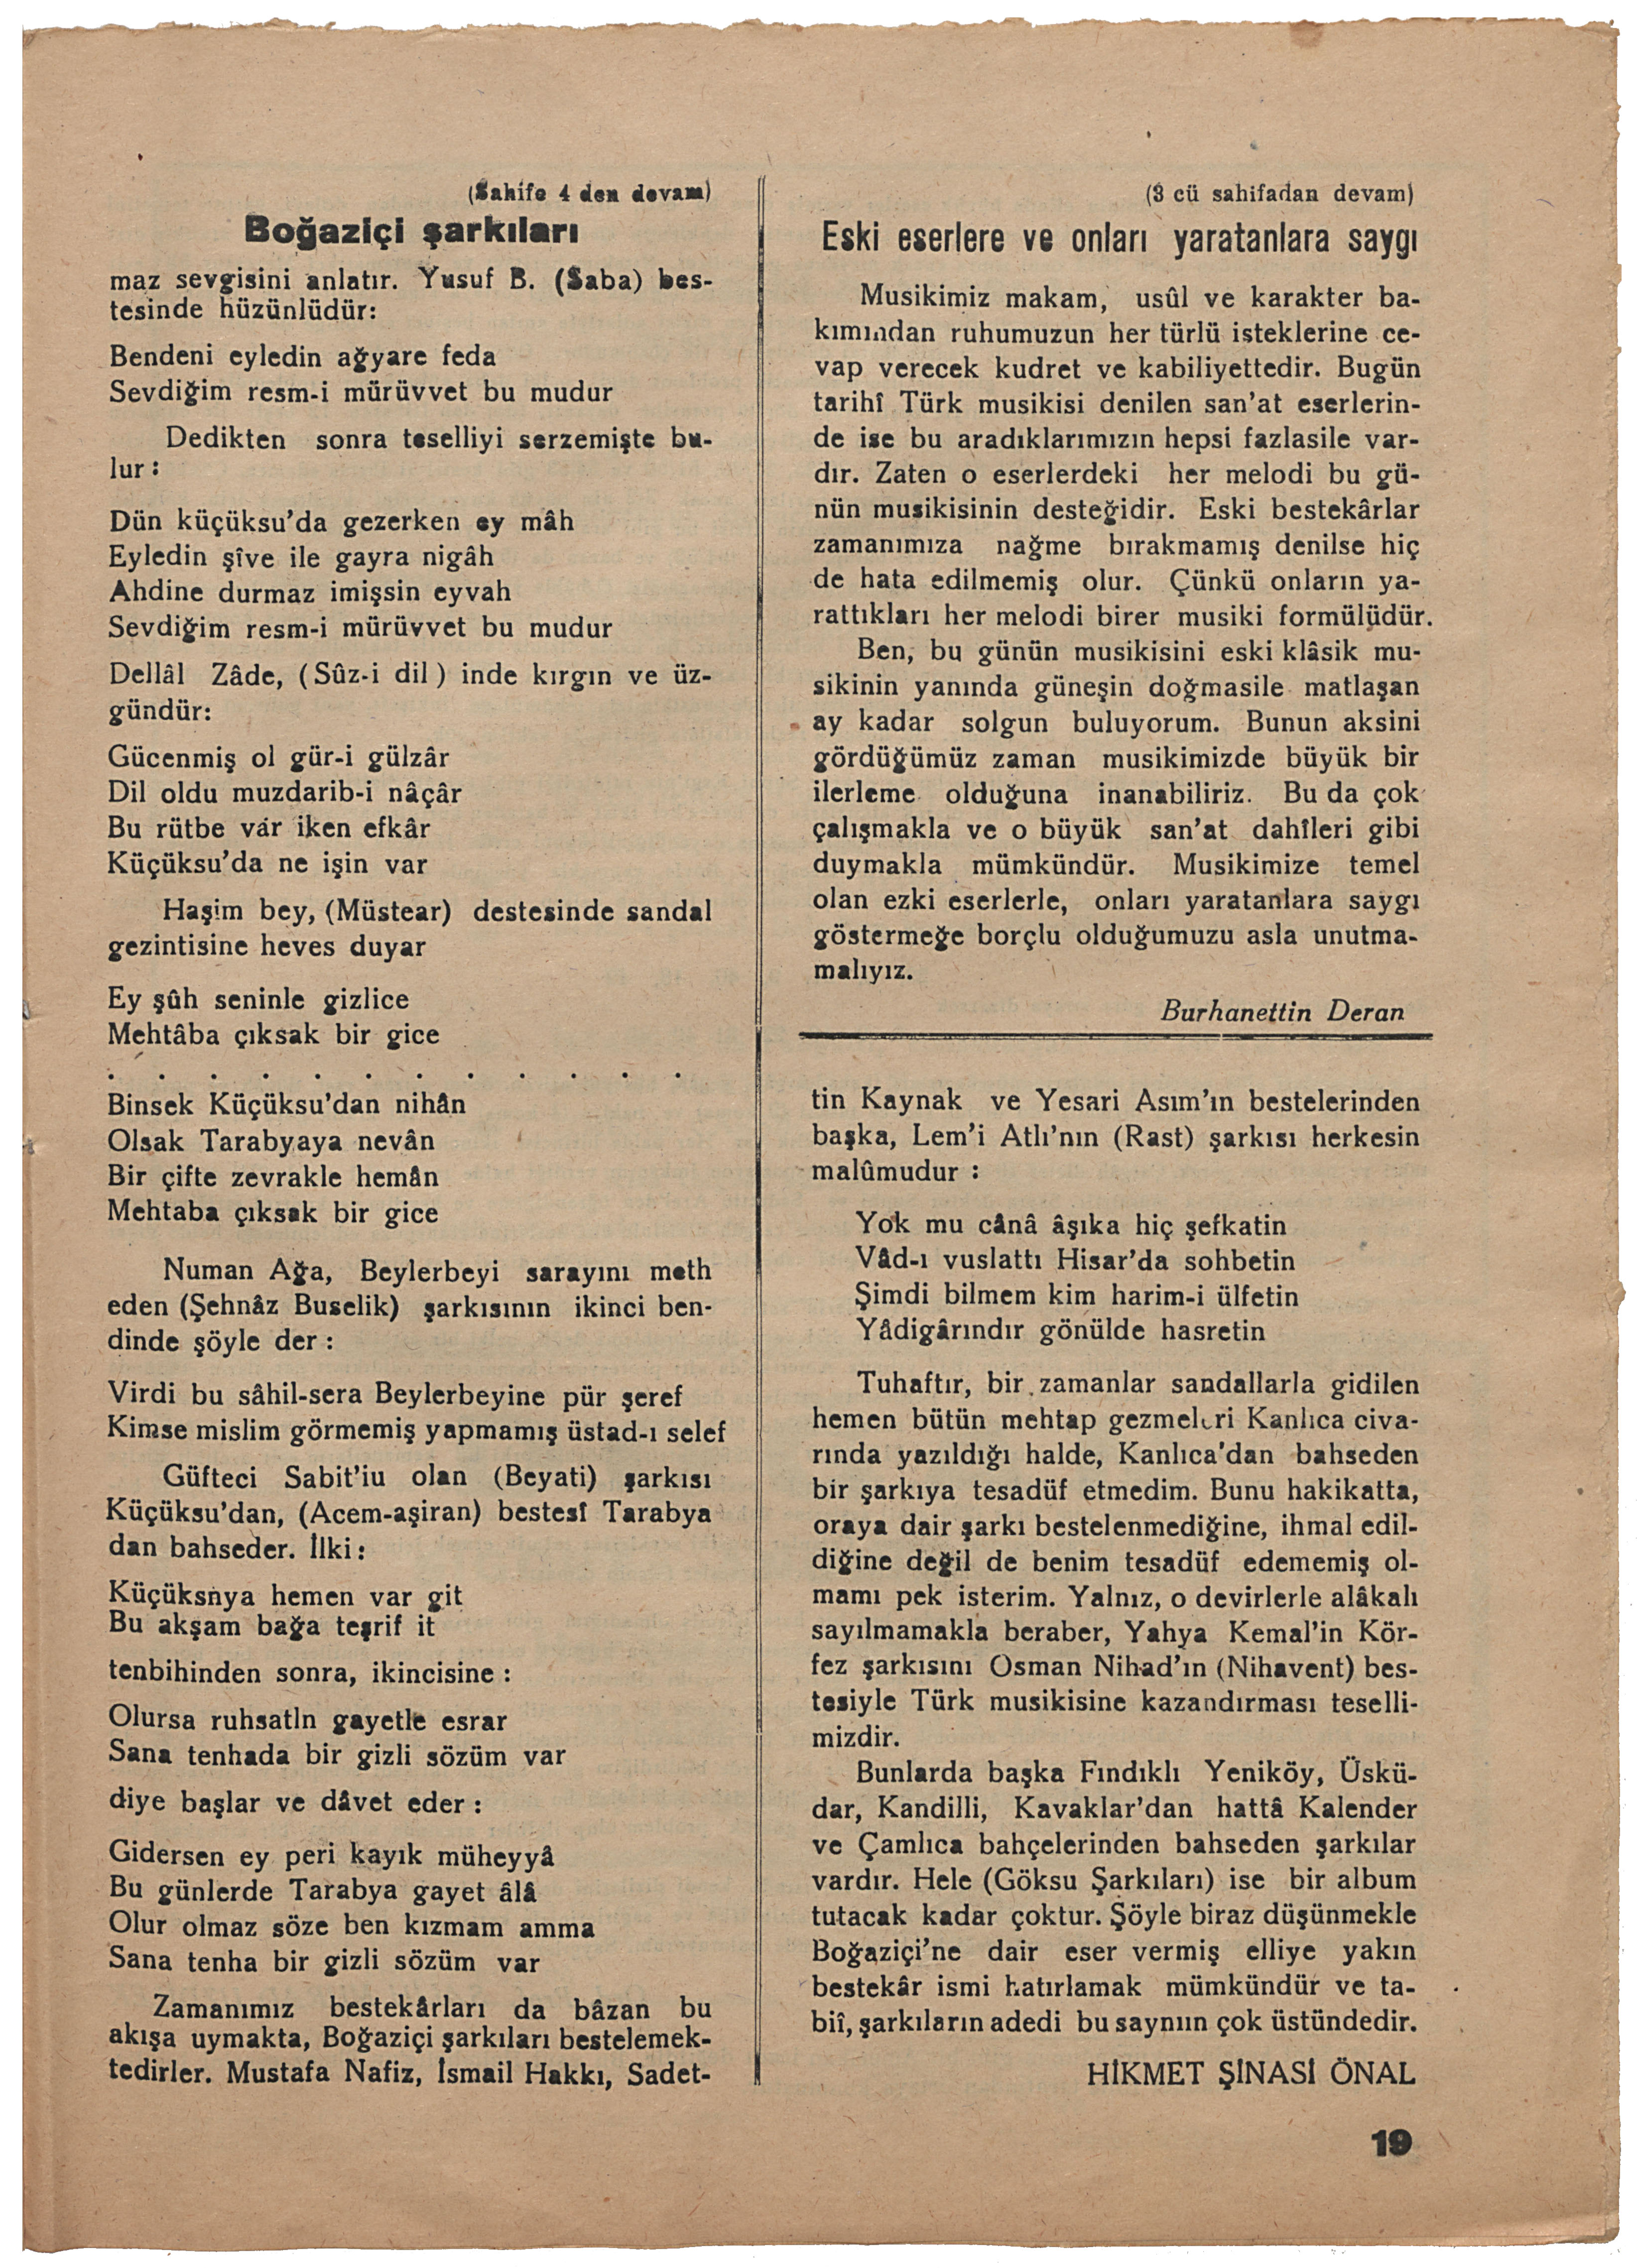 (Sahife 4 den devam)
Boğaziçi şarkıları
maz sevgisini anlatır. Yusuf B. (Saba) bes-
tesinde hüzünlüdür:
Bendeni eyledin ağyare feda
Sevdiğim resm-i mürüvvet bu mudur
Dedikten sonra teselliyi serzemişte bu-
lur :
Dün küçüksu'da gezerken ey mâh
Eyledin şîve ile gayra nigâh
Ahdine durmaz imişsin eyvah
Sevdiğim resm-i mürüvvet bu mudur
Dellâl Zâde, (Sûz-i dil) inde kırgın ve üz-
gündür:
Gücenmiş ol gür-i gülzâr
Dil oldu muzdarib-i nâçâr
Bu rütbe vár iken efkâr
Küçüksu'da ne işin var
Haşim bey, (Müstear) destesinde sandal
gezintisine heves duyar
Ey şûh seninle gizlice
Mehtâba çıksak bir gice
. . . . . . . . . . . .
Binsek Küçüksu'dan nihân
Olsak Tarabyaya nevân
Bir çifte zevrakle hemân
Mehtaba çıksak bir gice
Numan Ağa, Beylerbeyi sarayını meth
eden (Şehnâz Buselik) şarkısının ikinci ben-
dinde şöyle der :
Virdi bu sâhil-sera Beylerbeyine pür şeref
Kimse mislim görmemiş yapmamış üstad-ı selef
Güfteci Sabit'iu olan (Beyati) şarkısı
Küçüksu'dan, (Acem-aşiran) bestesi Tarabya
dan bahseder. İlki :
Küçüksnya hemen var git
Bu akşam bağa teşrif it
tenbihinden sonra, ikincisine :
Olursa ruhsatln gayetle esrar
Sana tenhada bir gizli sözüm var
diye başlar ve dâvet eder :
Gidersen ey peri kayık müheyyâ
Bu günlerde Tarabya gayet âlâ
Olur olmaz söze ben kızmam amma
Sana tenha bir gizli sözüm var
Zamanımız bestekârları da bâzan bu
akışa uymakta, Boğaziçi şarkıları bestelemek-
tedirler. Mustafa Nafiz, İsmail Hakkı, Sadet-
(3 cü sahifadan devam)
Eski eserlere ve onları yaratanlara saygı
Musikimiz makam, usûl ve karakter ba-
kımından ruhumuzun her türlü isteklerine ce-
vap verecek kudret ve kabiliyettedir. Bugün
tarihî Türk musikisi denilen san'at eserlerin-
de ise bu aradıklarımızın hepsi fazlasile var-
dır. Zaten o eserlerdeki her melodi bu gü-
nün musikisinin desteğidir. Eski bestekârlar
zamanımıza nağme bırakmamış denilse hiç
de hata edilmemiş olur. Çünkü onların ya-
rattıkları her melodi birer musiki formülüdür.
Ben, bu günün musikisini eski klâsik mu-
sikinin yanında güneşin doğmasile matlaşan
ay kadar solgun buluyorum. Bunun aksini
gördüğümüz zaman musikimizde büyük bir
ilerleme olduğuna inanabiliriz. Bu da çok
çalışmakla ve o büyük san'at dahîleri gibi
duymakla mümkündür. Musikimize temel
olan ezki eserlerle, onları yaratanlara saygı
göstermeğe borçlu olduğumuzu asla unutma-
malıyız.
Burhanettin Deran
tin Kaynak ve Yesari Asım'ın bestelerinden
başka, Lem'i Atlı'nın (Rast) şarkısı herkesin
malûmudur :
Yok mu cânâ âşıka hiç şefkatin
Vâd-ı vuslattı Hisar'da sohbetin
Şimdi bilmem kim harim-i ülfetin
Yâdigârındır gönülde hasretin
Tuhaftır, bir zamanlar sandallarla gidilen
hemen bütün mehtap gezmeleri Kanlıca civa-
rında yazıldığı halde, Kanlıca'dan bahseden
bir şarkıya tesadüf etmedim. Bunu hakikatta,
oraya dair şarkı bestelenmediğine, ihmal edil-
diğine değil de benim tesadüf edememiş ol-
mamı pek isterim. Yalnız, o devirlerle alâkalı
sayılmamakla beraber, Yahya Kemal'in Kör-
fez şarkısını Osman Nihad'ın (Nihavent) bes-
tesiyle Türk musikisine kazandırması teselli-
mizdir.
Bunlarda başka Fındıklı Yeniköy, Üskü-
dar, Kandilli, Kavaklar'dan hattâ Kalender
ve Çamlıca bahçelerinden bahseden şarkılar
vardır. Hele (Göksu Şarkıları) ise bir album
tutacak kadar çoktur. Şöyle biraz düşünmekle
Boğaziçi'ne dair eser vermiş elliye yakın
bestekâr ismi hatırlamak mümkündür ve ta-
biî, şarkıların adedi bu saynıın çok üstündedir.
HİKMET ŞİNASİ ÖNAL
19